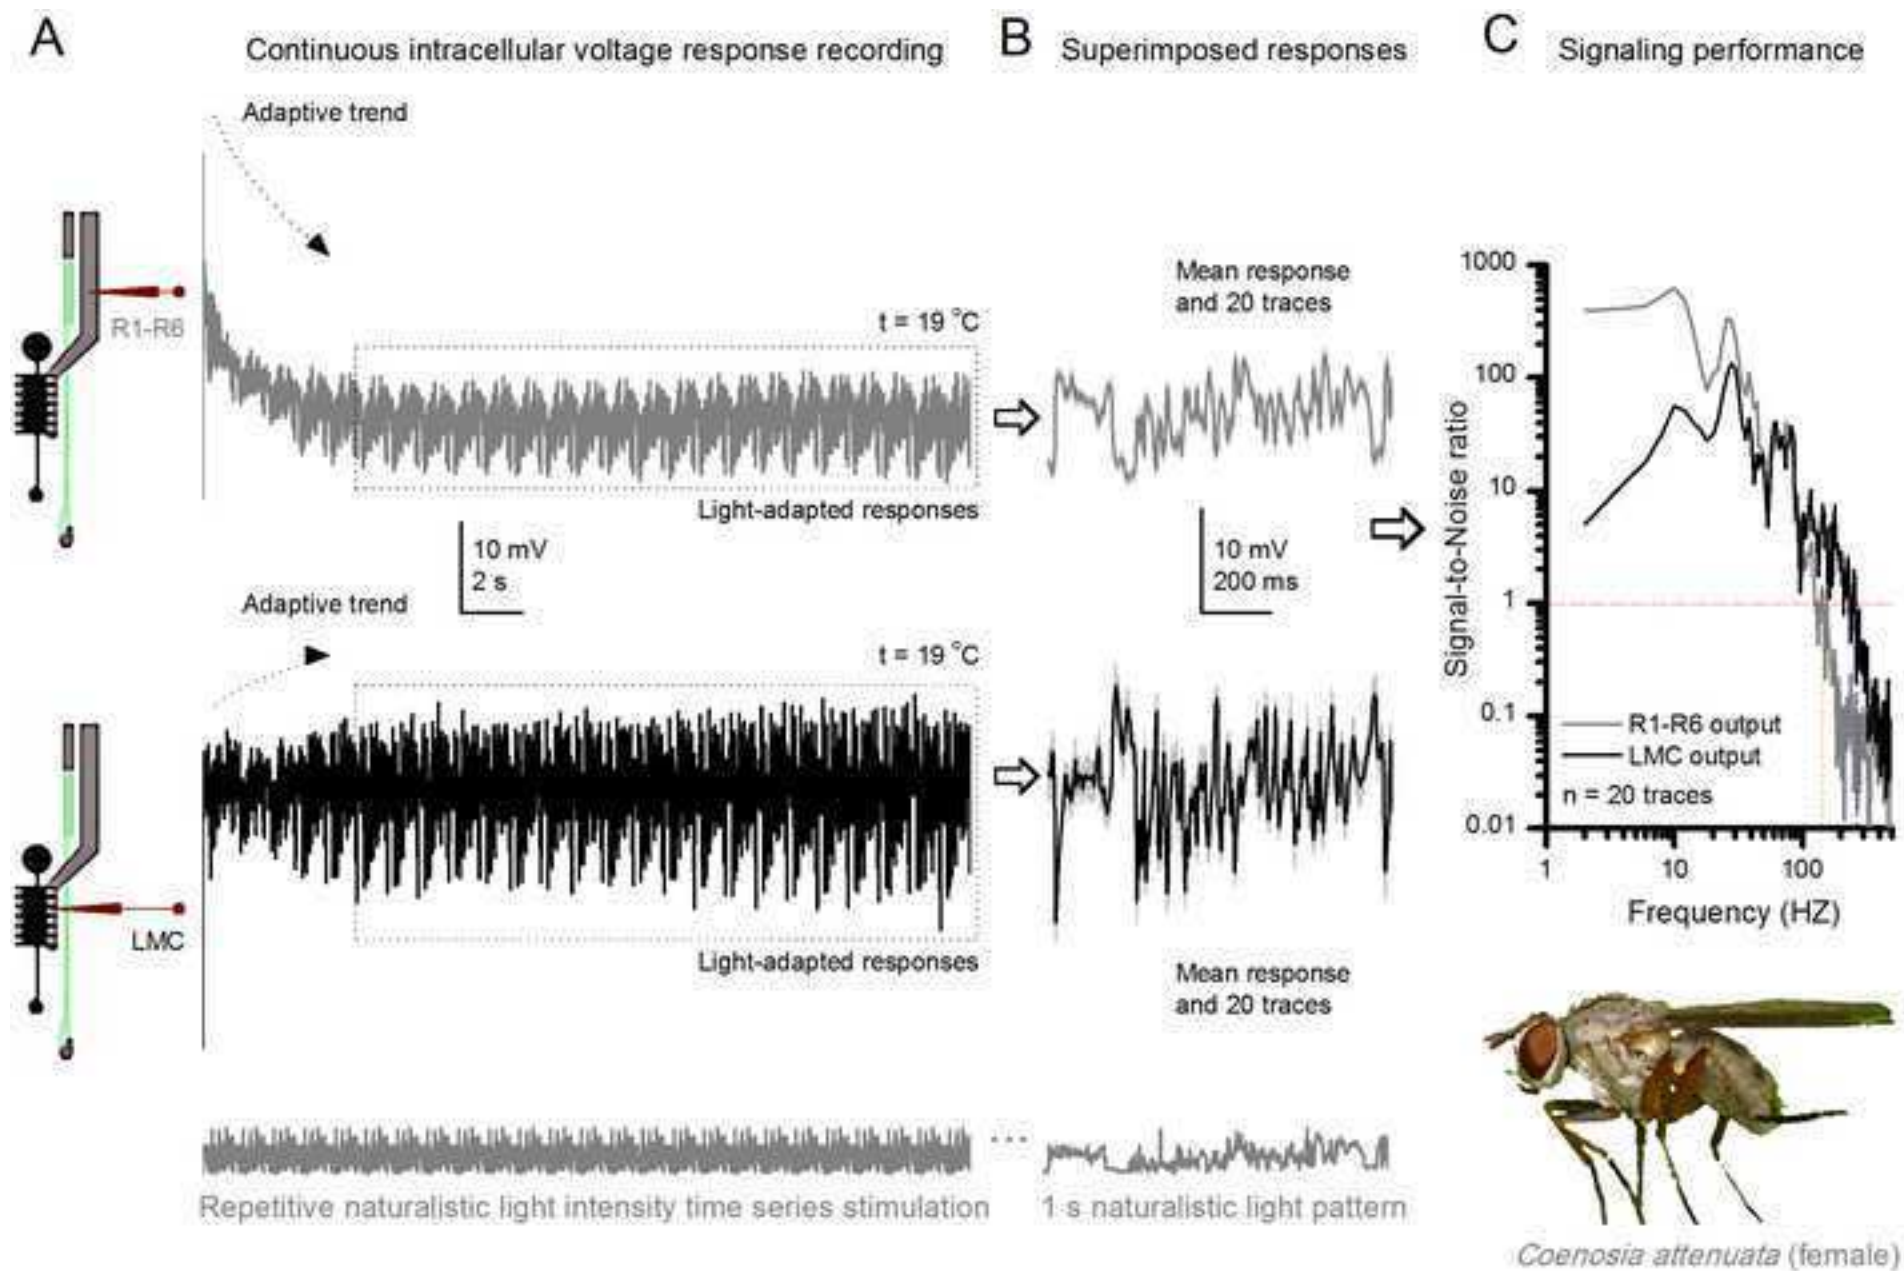 A
Continuous intracellular voltage response recording
Adaptive trend
R1-R6
t = 19 °C
Light-adapted responses
10 mV
2 s
Adaptive trend
t = 19 °C
LMC
Light-adapted responses
Repetitive naturalistic light intensity time series stimulation
B
Superimposed responses
Mean response
and 20 traces
10 mV
200 ms
Mean response
and 20 traces
...
1 s naturalistic light pattern
C
Signaling performance
Signal-to-Noise ratio
1000
100
10
1
0.1
0.01
R1-R6 output
LMC output
n = 20 traces
1
10
100
Frequency (HZ)
Coenosia attenuata (female)